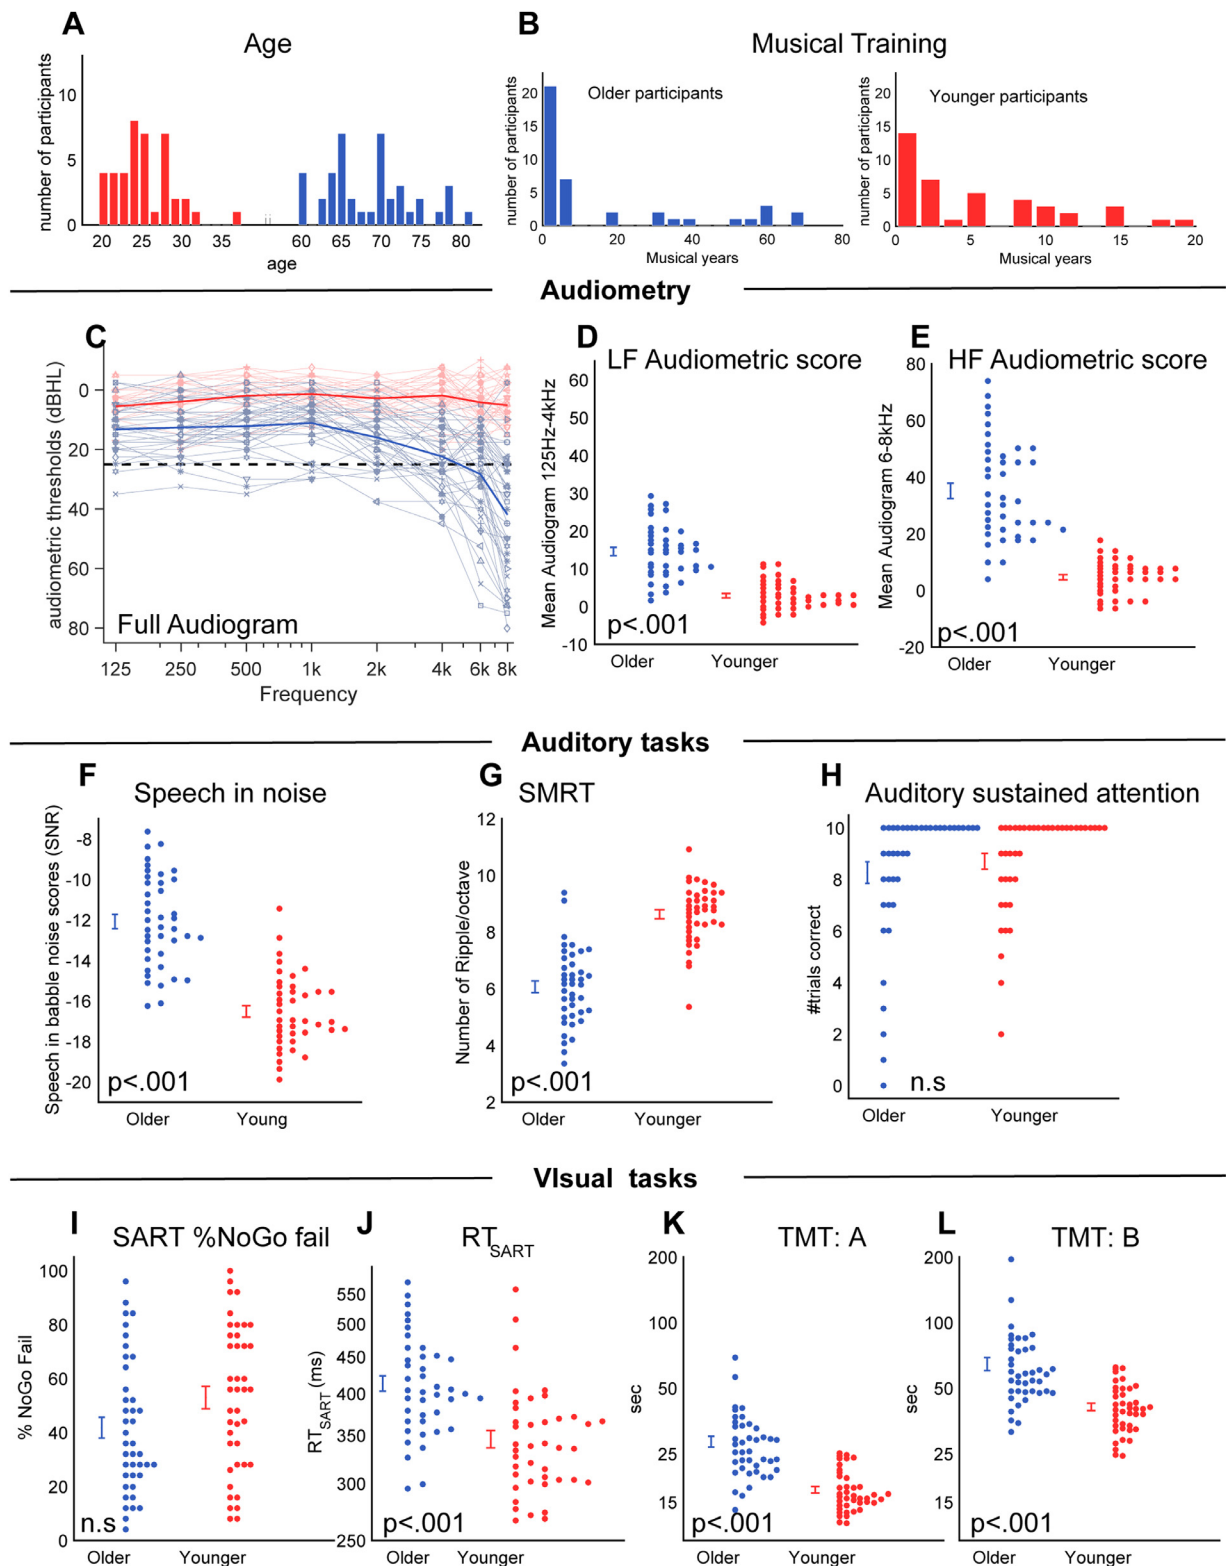 A
Age
number of participants
10
5
0
20 25 30 35 60 65 70 75 80
age
B
Musical Training
Older participants
number of participants
20
15
10
5
0
0 20 40 60 80
Musical years
Younger participants
number of participants
20
15
10
5
0
0 5 10 15 20
Musical years
Audiometry
C
audiometric thresholds (dBHL)
0
20
40
60
80
Full Audiogram
125 250 500 1k 2k 4k 6k 8k
Frequency
D
LF Audiometric score
Mean Audiogram 125Hz-4kHz
60
50
40
30
20
10
0
-10
p<.001
Older Younger
E
HF Audiometric score
Mean Audiogram 6-8kHz
80
60
40
20
0
-20
p<.001
Older Younger
Auditory tasks
F
Speech in noise
Speech in babble noise scores (SNR)
-8
-10
-12
-14
-16
-18
-20
p<.001
Older Young
G
SMRT
Number of Ripple/octave
12
10
8
6
4
2
p<.001
Older Younger
H
Auditory sustained attention
#trials correct
10
8
6
4
2
0
n.s
Older Younger
VIsual tasks
I
SART %NoGo fail
% NoGo Fail
100
80
60
40
20
0
n.s
Older Younger
J
RT SART
RT SART (ms)
550
500
450
400
350
300
250
p<.001
Older Younger
K
TMT: A
sec
200
100
50
25
15
p<.001
Older Younger
L
TMT: B
sec
200
100
50
25
15
p<.001
Older Younger